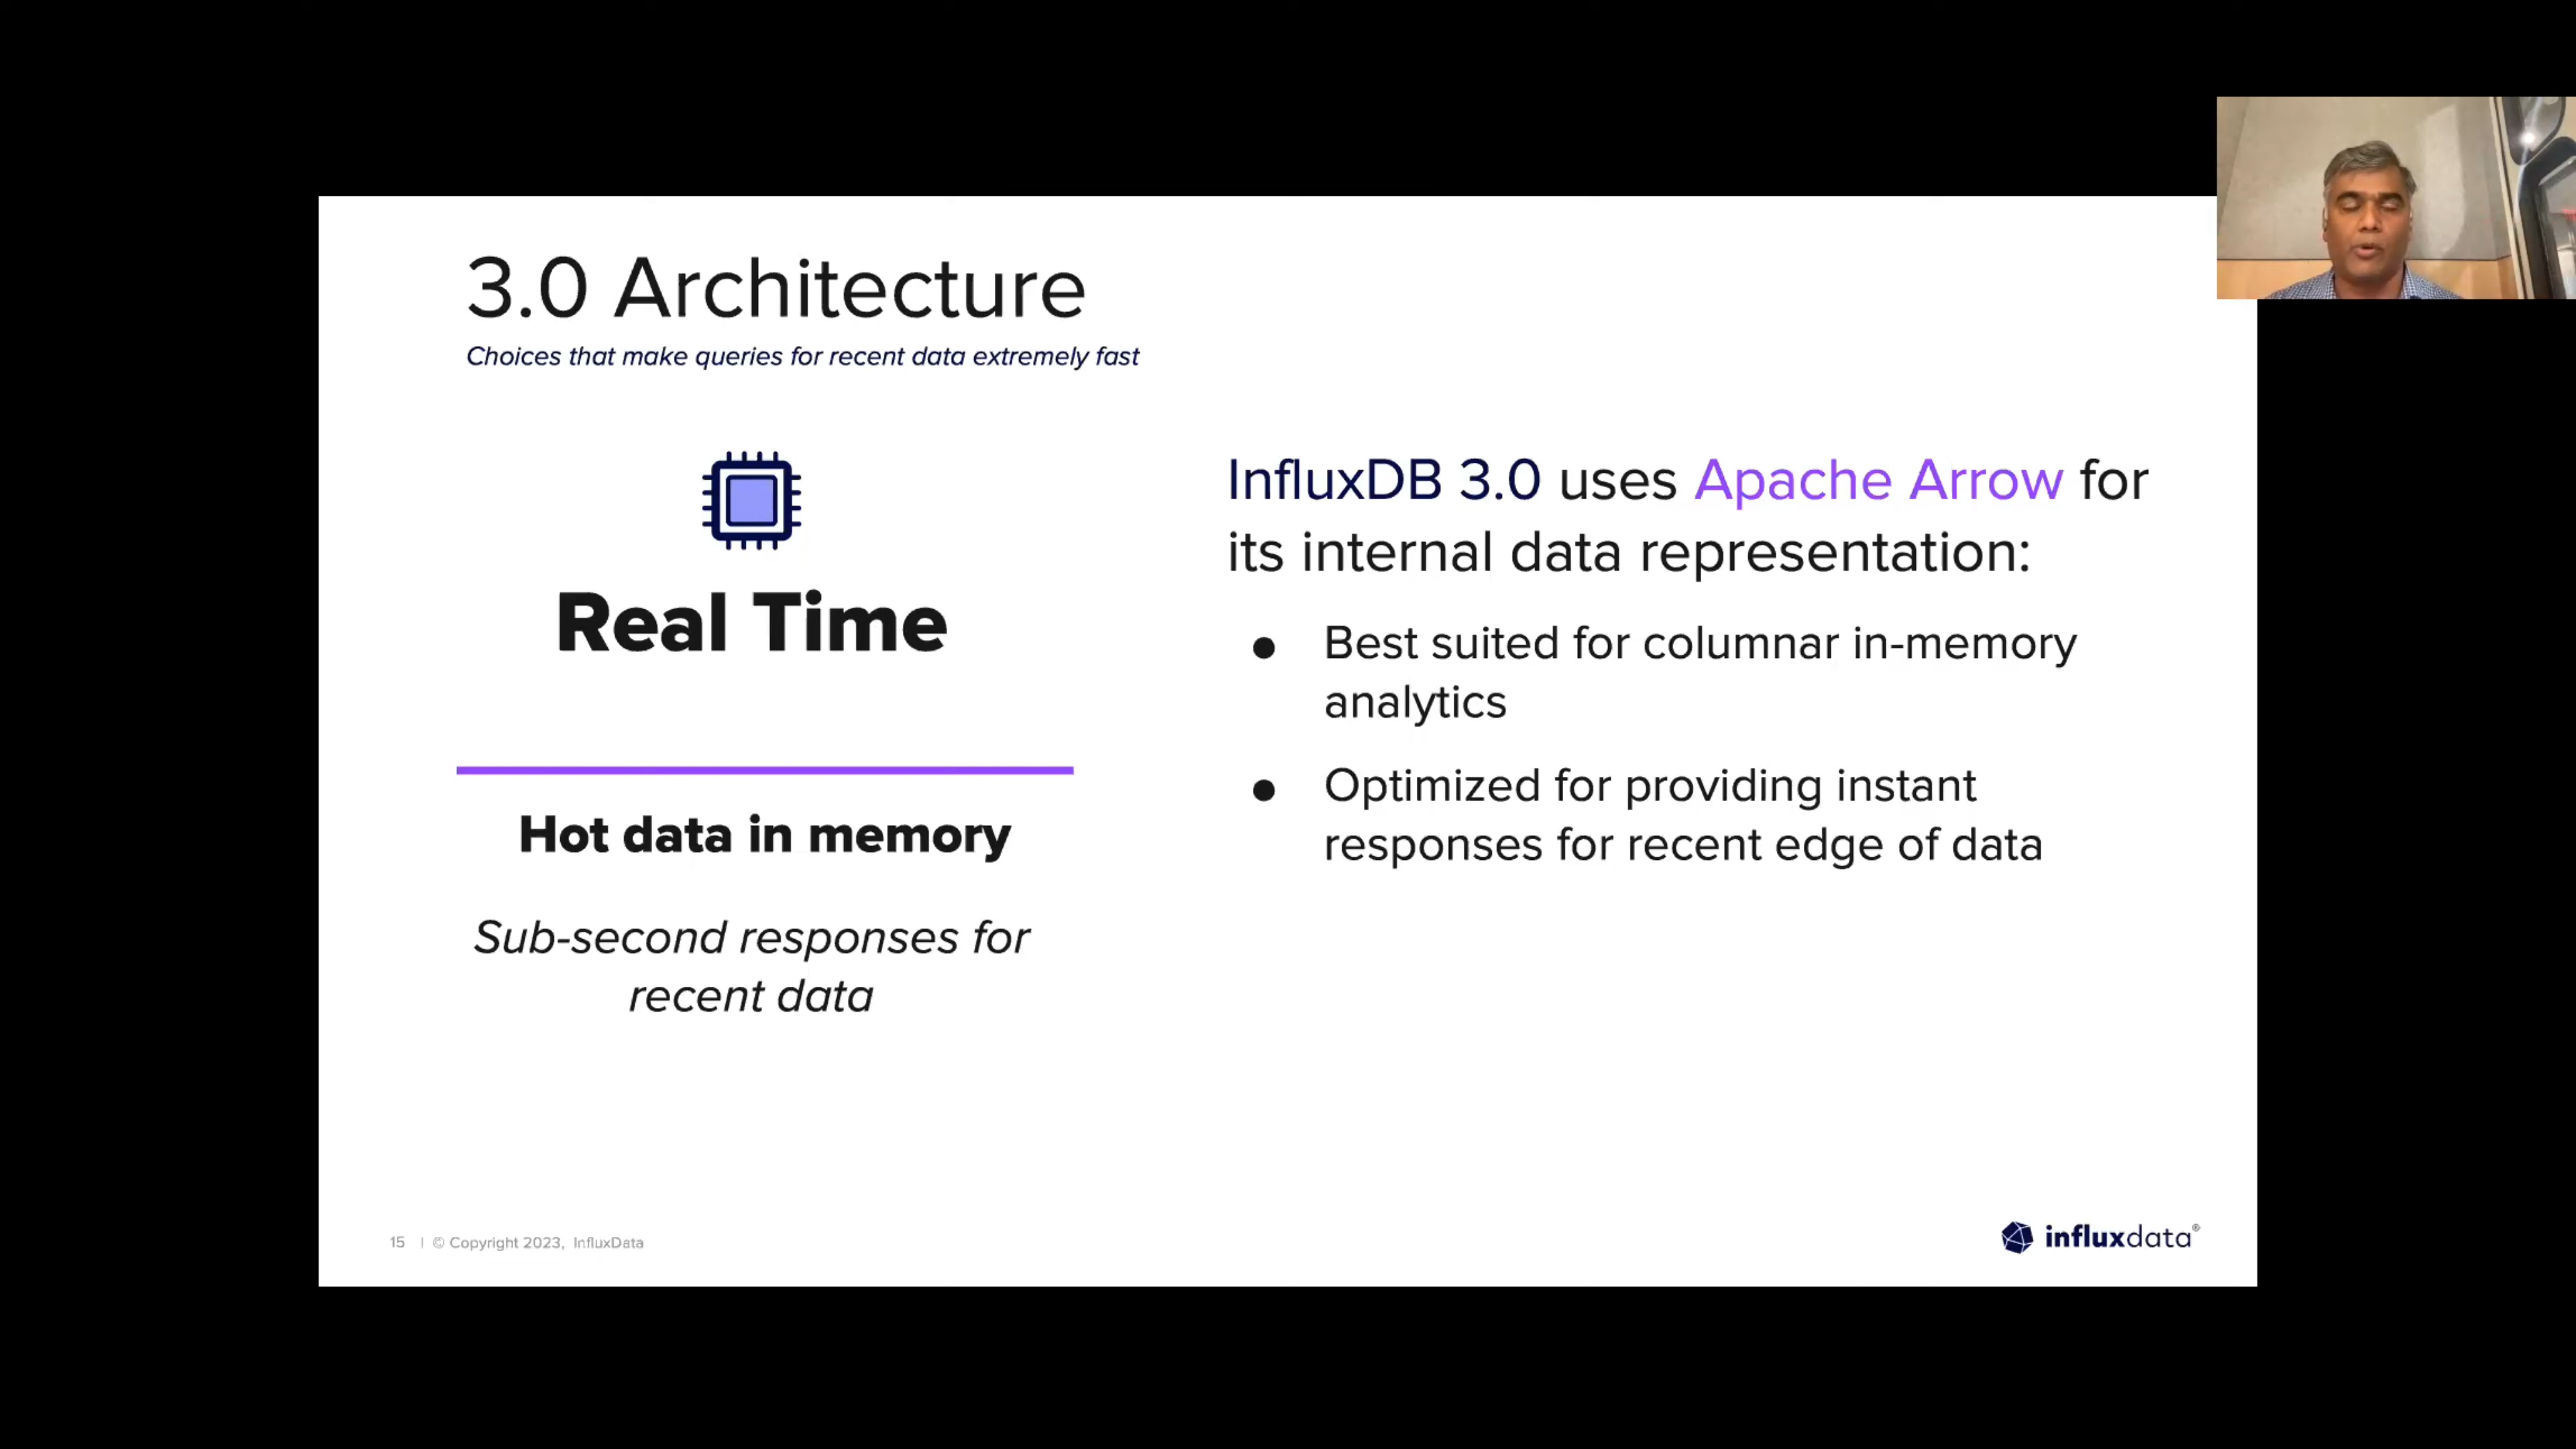 3.0 Architecture
Choices that make queries for recent data extremely fast
Real Time
Hot data in memory
Sub-second responses for
recent data
InfluxDB 3.0 uses Apache Arrow for
its internal data representation:
● Best suited for columnar in-memory
analytics
● Optimized for providing instant
responses for recent edge of data
15 | © Copyright 2023, InfluxData
influxdata®